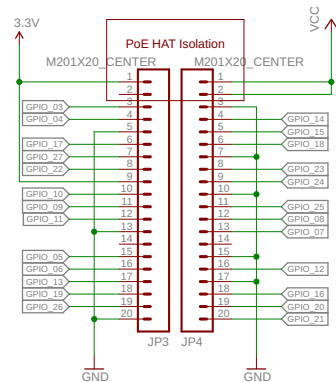 3.3V
VCC
PoE HAT Isolation
M201X20_CENTER
M201X20_CENTER
1
2
3
4
5
6
7
8
9
10
11
12
13
14
15
16
17
18
19
20
1
2
3
4
5
6
7
8
9
10
11
12
13
14
15
16
17
18
19
20
GPIO_03
GPIO_04
GPIO_17
GPIO_27
GPIO_22
GPIO_10
GPIO_09
GPIO_11
GPIO_05
GPIO_06
GPIO_13
GPIO_19
GPIO_26
GPIO_14
GPIO_15
GPIO_18
GPIO_23
GPIO_24
GPIO_25
GPIO_08
GPIO_07
GPIO_12
GPIO_16
GPIO_20
GPIO_21
JP3
JP4
GND
GND